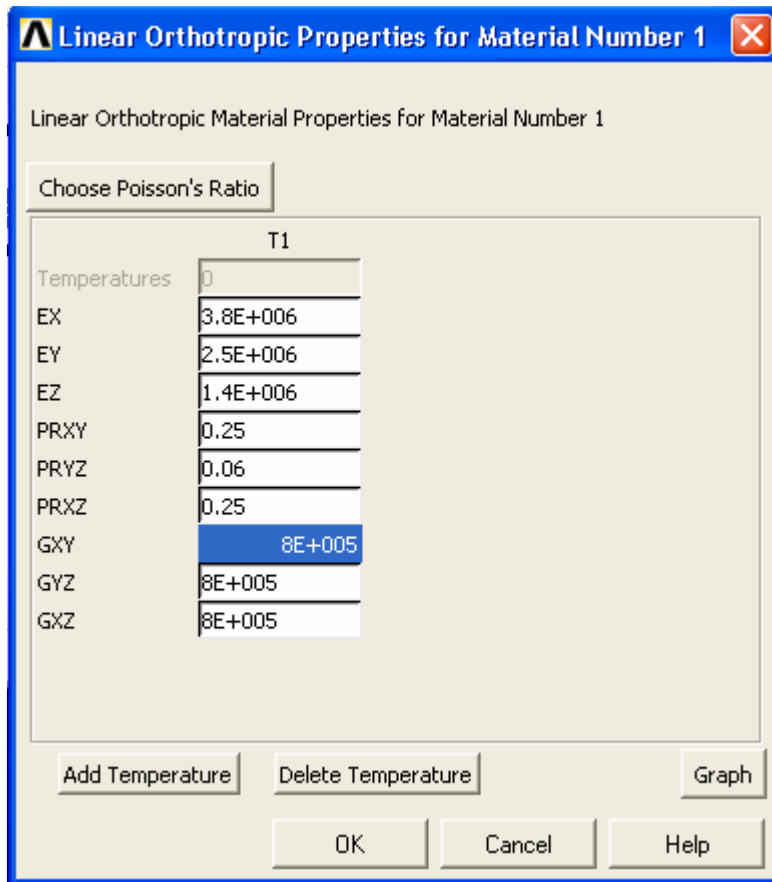 Linear Orthotropic Properties for Material Number 1
Linear Orthotropic Material Properties for Material Number 1
Choose Poisson's Ratio
T1
Temperatures 0
EX 3.8E+006
EY 2.5E+006
EZ 1.4E+006
PRXY 0.25
PRYZ 0.06
PRXZ 0.25
GXY 8E+005
GYZ 8E+005
GXZ 8E+005
Add Temperature Delete Temperature Graph
OK Cancel Help